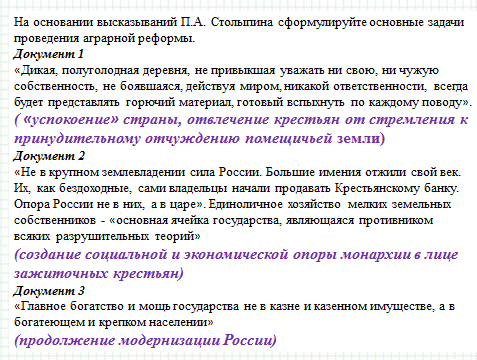 На основании высказываний П.А. Столыпина сформулируйте основные задачи
проведения аграрной реформы.
Документ 1
«Дикая, полуголодная деревня, не привыкшая уважать ни свою, ни чужую
собственность, не боявшаяся, действуя миром, никакой ответственности, всегда
будет представлять горючий материал, готовый вспыхнуть по каждому поводу».
( «успокоение» страны, отвлечение крестьян от стремления к
принудительному отчуждению помещичьей земли)
Документ 2
«Не в крупном землевладении сила России. Большие имения отжили свой век.
Их, как бездоходные, сами владельцы начали продавать Крестьянскому банку.
Опора России не в них, а в царе». Единоличное хозяйство мелких земельных
собственников - «основная ячейка государства, являющаяся противником
всяких разрушительных теорий»
(создание социальной и экономической опоры монархии в лице
зажиточных крестьян)
Документ 3
«Главное богатство и мощь государства не в казне и казенном имуществе, а в
богатеющем и крепком населении»
(продолжение модернизации России)